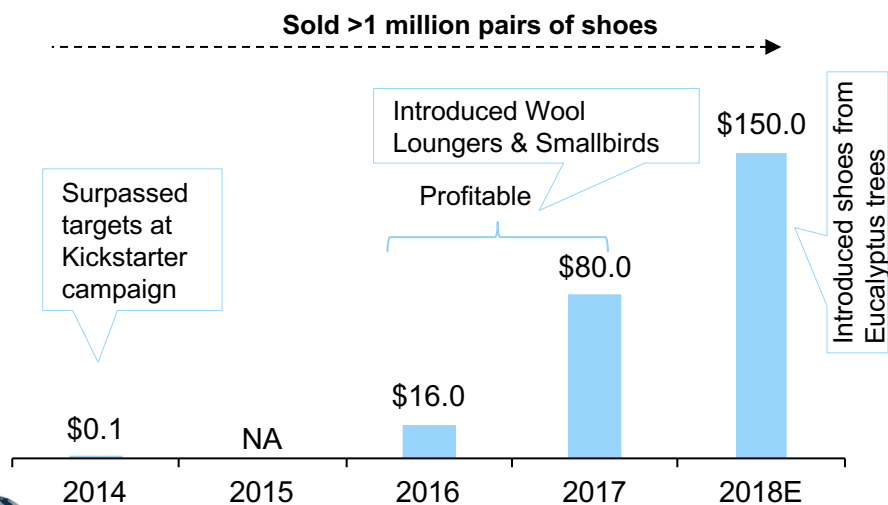 Sold >1 million pairs of shoes
Introduced Wool
Loungers & Smallbirds
Surpassed
targets at
Kickstarter
campaign
Profitable
Introduced shoes from
Eucalyptus trees
$0.1
NA
$16.0
$80.0
$150.0
2014
2015
2016
2017
2018E